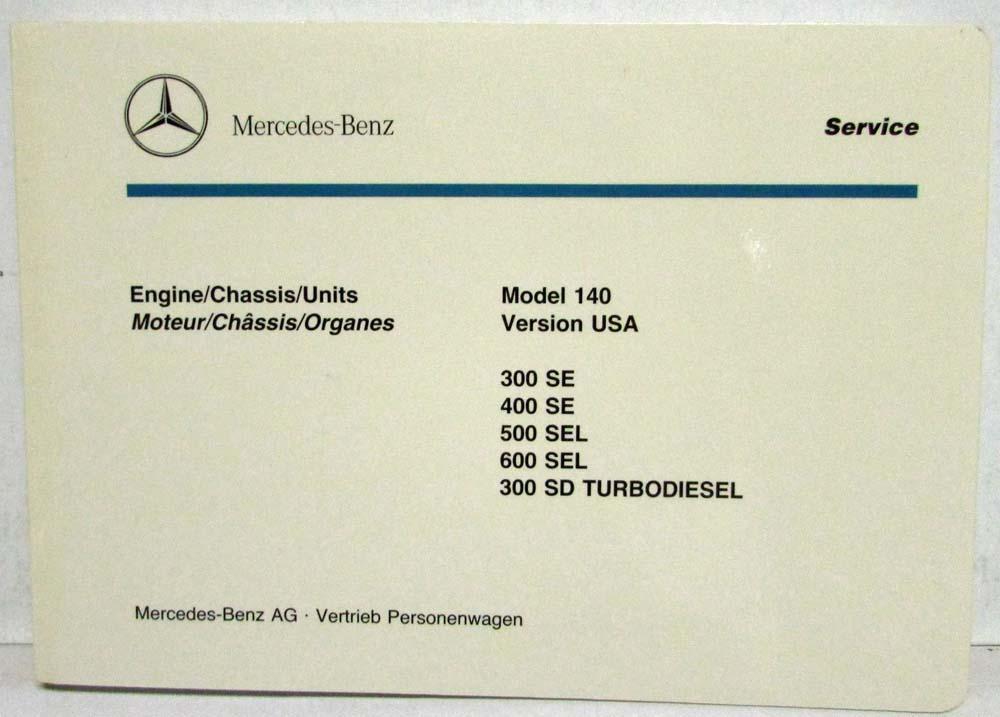 Mercedes-Benz
Service
Engine/Chassis/Units
Moteur/Châssis/Organes
Model 140
Version USA
300 SE
400 SE
500 SEL
600 SEL
300 SD TURBODIESEL
Mercedes-Benz AG · Vertrieb Personenwagen